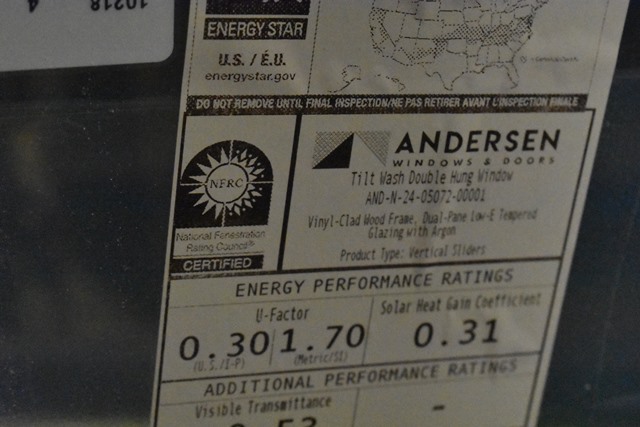 10218 4
ENERGY STAR
U.S. / É.U.
energystar.gov
DO NOT REMOVE UNTIL FINAL INSPECTION/NE PAS RETIRER AVANT L'INSPECTION FINALE
NFRC
National Fenestration
Rating Council®
CERTIFIED
ANDERSEN
WINDOWS & DOORS
Tilt Wash Double Hung Window
AND-N-24-05072-00001
Vinyl-Clad Wood Frame, Dual-Pane Low-E Tempered
Glazing with Argon
Product Type: Vertical Sliders
ENERGY PERFORMANCE RATINGS
U-Factor
0.30 1.70
(U.S./I-P) (Metric/SI)
Solar Heat Gain Coefficient
0.31
ADDITIONAL PERFORMANCE RATINGS
Visible Transmittance
0.53
-